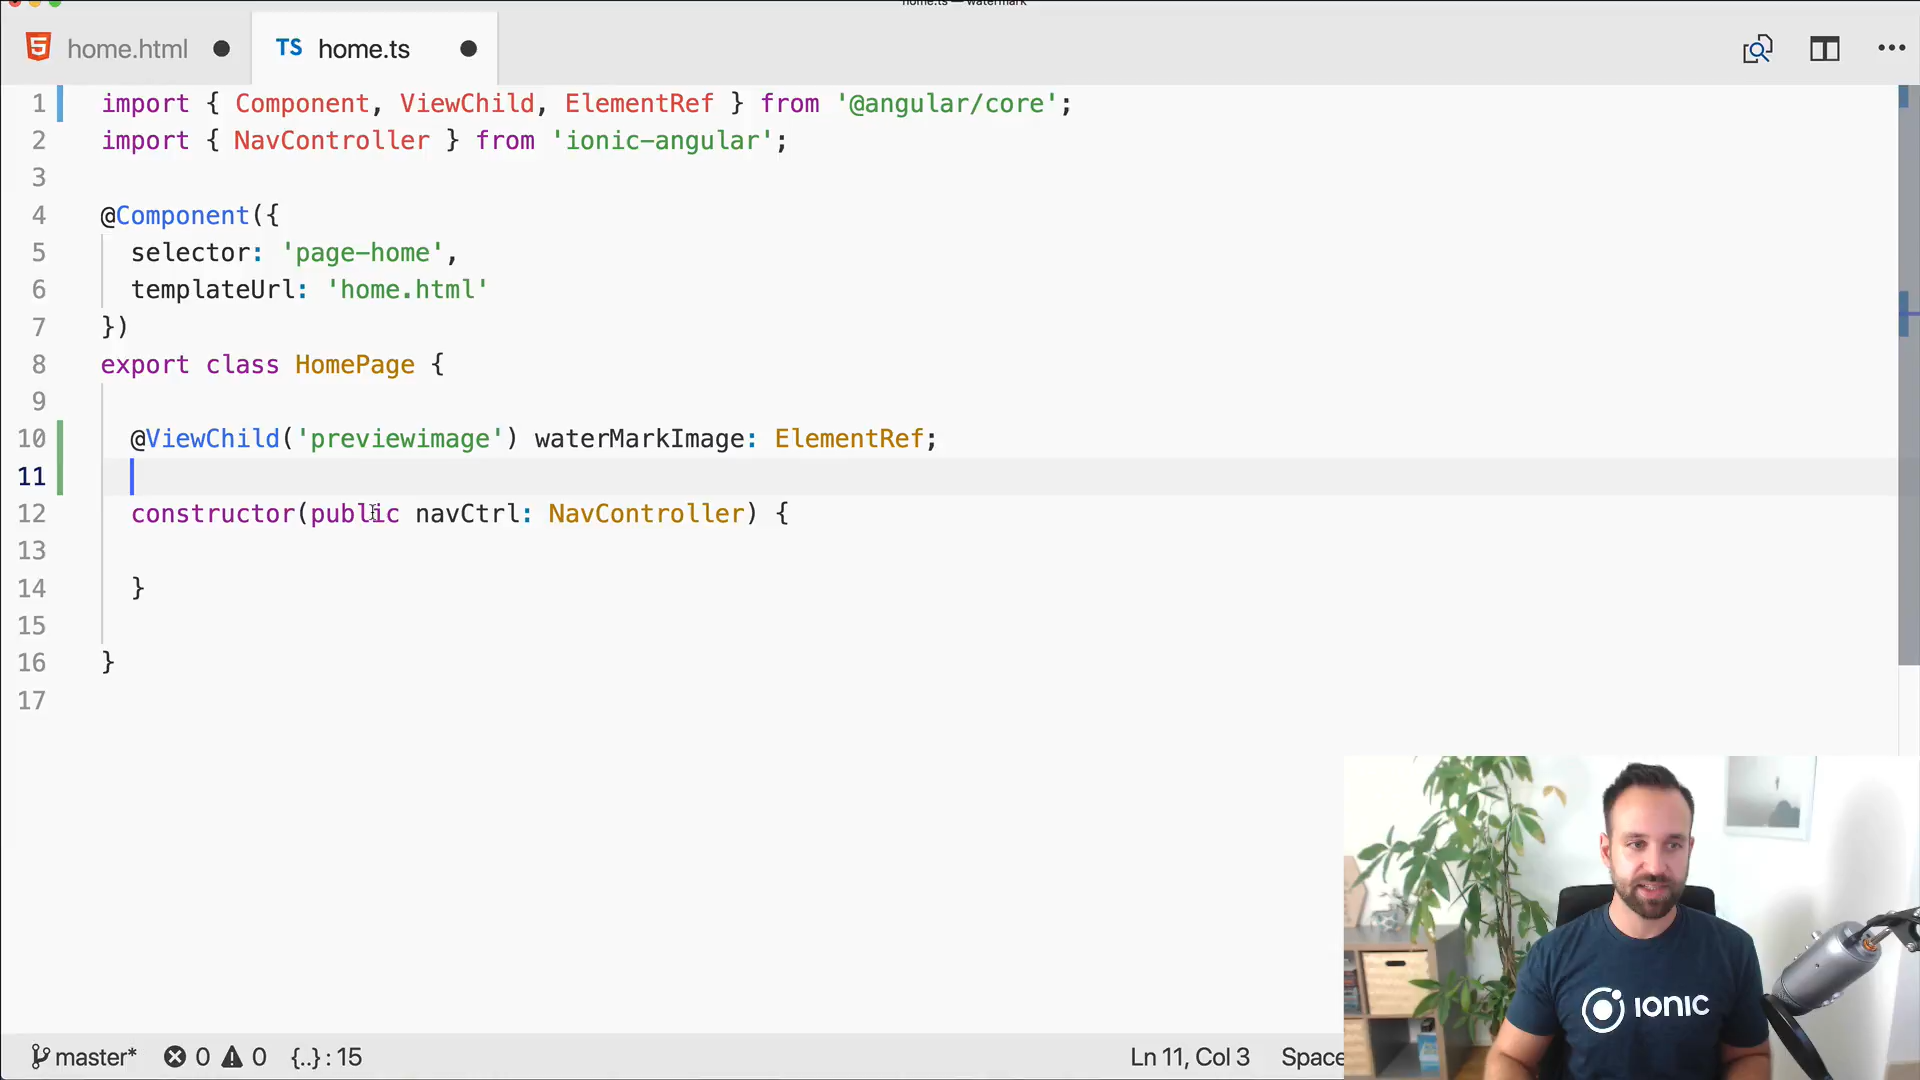 home.ts — watermark
home.html
TS home.ts
1 import { Component, ViewChild, ElementRef } from '@angular/core';
2 import { NavController } from 'ionic-angular';
3
4 @Component({
5 selector: 'page-home',
6 templateUrl: 'home.html'
7 })
8 export class HomePage {
9
10 @ViewChild('previewimage') waterMarkImage: ElementRef;
11
12 constructor(public navCtrl: NavController) {
13
14 }
15
16 }
17
master* 0 0 {..} : 15 Ln 11, Col 3 Space
ionic